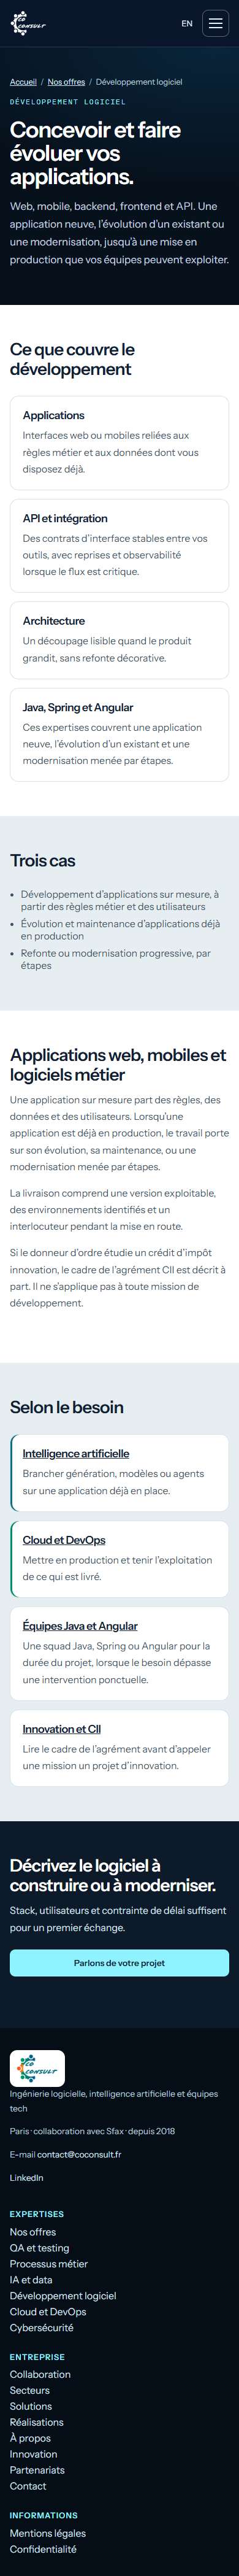 CO CONSULT
EN
Accueil / Nos offres / Développement logiciel
DÉVELOPPEMENT LOGICIEL
Concevoir et faire
évoluer vos
applications.
Web, mobile, backend, frontend et API. Une
application neuve, l’évolution d’un existant ou
une modernisation, jusqu’à une mise en
production que vos équipes peuvent exploiter.
Ce que couvre le
développement
Applications
Interfaces web ou mobiles reliées aux
règles métier et aux données dont vous
disposez déjà.
API et intégration
Des contrats d’interface stables entre vos
outils, avec reprises et observabilité
lorsque le flux est critique.
Architecture
Un découpage lisible quand le produit
grandit, sans refonte décorative.
Java, Spring et Angular
Ces expertises couvrent une application
neuve, l’évolution d’un existant et une
modernisation menée par étapes.
Trois cas
• Développement d’applications sur mesure, à
partir des règles métier et des utilisateurs
• Évolution et maintenance d’applications déjà
en production
• Refonte ou modernisation progressive, par
étapes
Applications web, mobiles et
logiciels métier
Une application sur mesure part des règles, des
données et des utilisateurs. Lorsqu’une
application est déjà en production, le travail porte
sur son évolution, sa maintenance, ou une
modernisation menée par étapes.
La livraison comprend une version exploitable,
des environnements identifiés et un
interlocuteur pendant la mise en route.
Si le donneur d’ordre étudie un crédit d’impôt
innovation, le cadre de l’agrément CII est décrit à
part. Il ne s’applique pas à toute mission de
développement.
Selon le besoin
Intelligence artificielle
Brancher génération, modèles ou agents
sur une application déjà en place.
Cloud et DevOps
Mettre en production et tenir l’exploitation
de ce qui est livré.
Équipes Java et Angular
Une squad Java, Spring ou Angular pour la
durée du projet, lorsque le besoin dépasse
une intervention ponctuelle.
Innovation et CII
Lire le cadre de l’agrément avant d’appeler
une mission un projet d’innovation.
Décrivez le logiciel à
construire ou à moderniser.
Stack, utilisateurs et contrainte de délai suffisent
pour un premier échange.
Parlons de votre projet
CO CONSULT
Ingénierie logicielle, intelligence artificielle et équipes
tech
Paris · collaboration avec Sfax · depuis 2018
E-mail contact@coconsult.fr
LinkedIn
EXPERTISES
Nos offres
QA et testing
Processus métier
IA et data
Développement logiciel
Cloud et DevOps
Cybersécurité
ENTREPRISE
Collaboration
Secteurs
Solutions
Réalisations
À propos
Innovation
Partenariats
Contact
INFORMATIONS
Mentions légales
Confidentialité